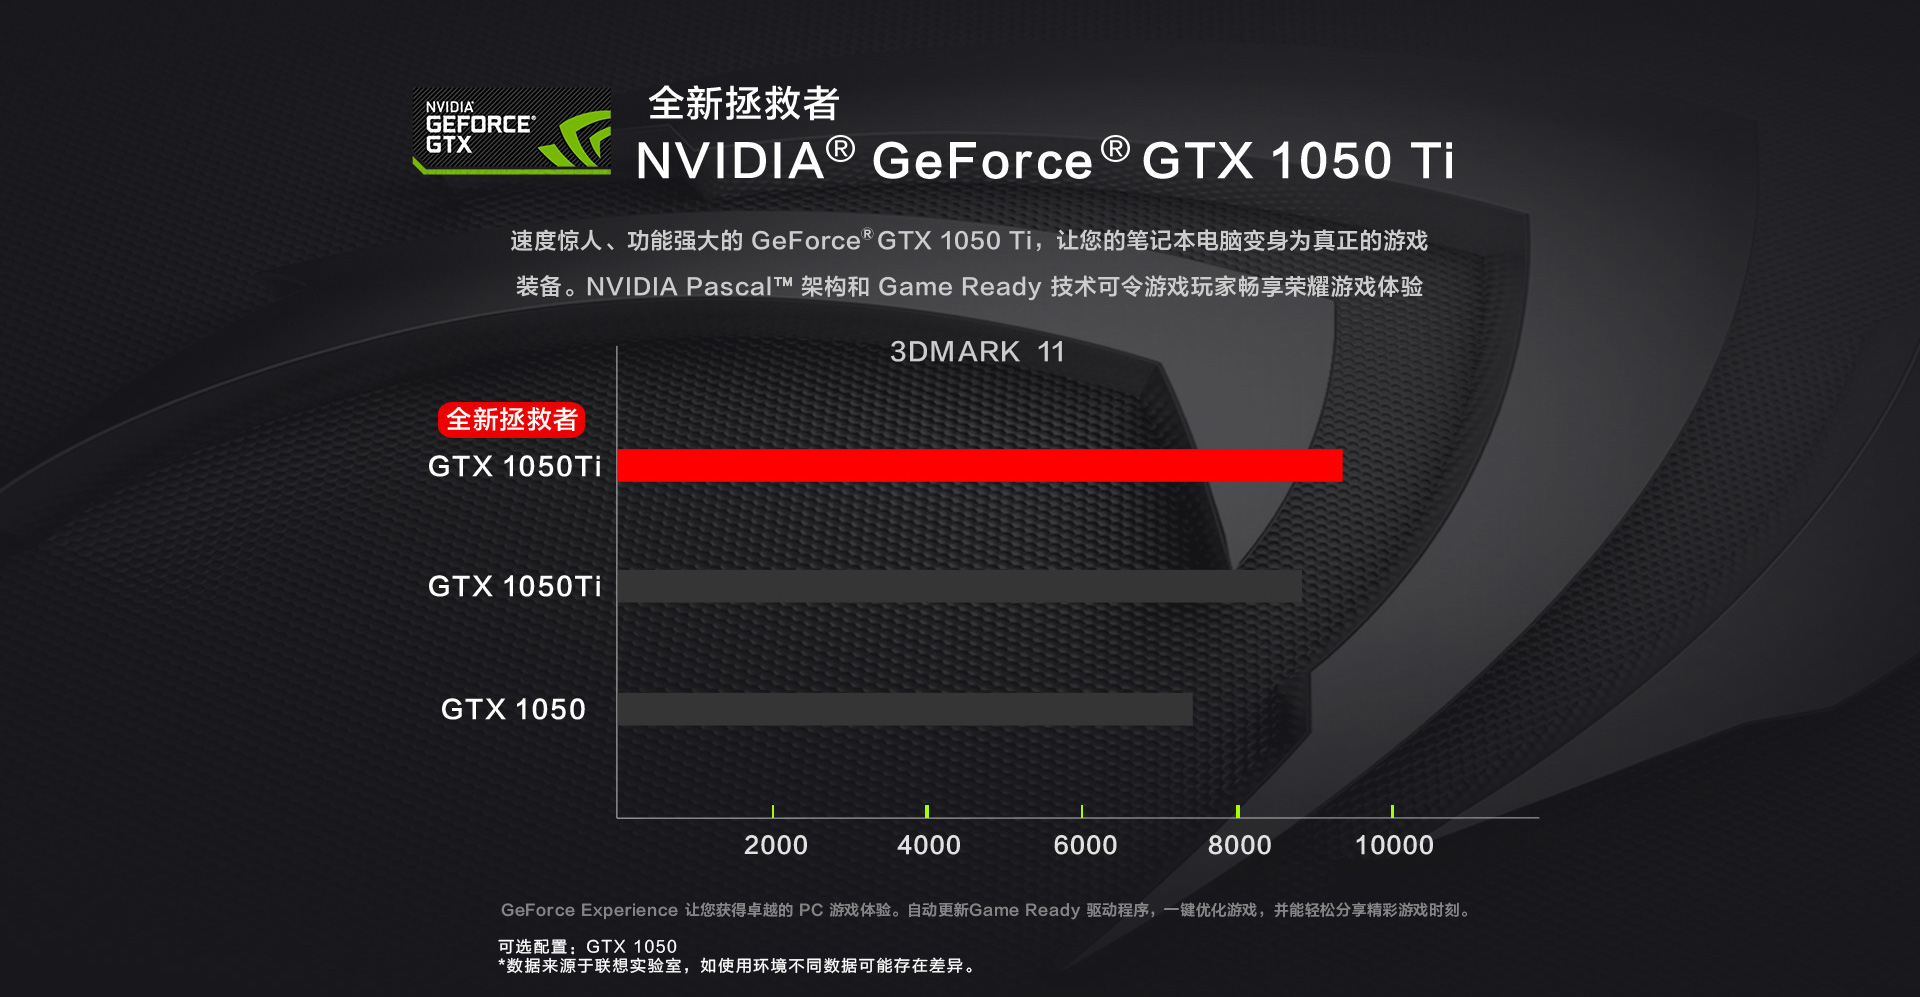 NVIDIA
GEFORCE®
GTX
全新拯救者
NVIDIA® GeForce® GTX 1050 Ti
速度惊人、功能强大的 GeForce® GTX 1050 Ti，让您的笔记本电脑变身为真正的游戏
装备。NVIDIA Pascal™ 架构和 Game Ready 技术可令游戏玩家畅享荣耀游戏体验
3DMARK 11
全新拯救者
GTX 1050Ti
GTX 1050Ti
GTX 1050
2000 4000 6000 8000 10000
GeForce Experience 让您获得卓越的 PC 游戏体验。自动更新Game Ready 驱动程序，一键优化游戏，并能轻松分享精彩游戏时刻。
可选配置：GTX 1050
*数据来源于联想实验室，如使用环境不同数据可能存在差异。